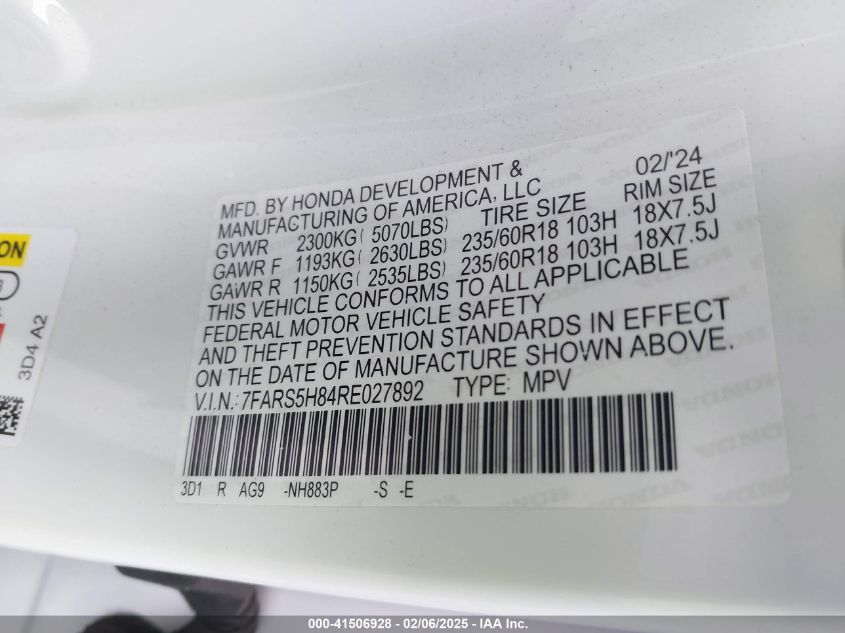 MFD. BY HONDA DEVELOPMENT &
MANUFACTURING OF AMERICA, LLC 02/'24
GVWR 2300KG( 5070LBS) TIRE SIZE RIM SIZE
GAWR F 1193KG( 2630LBS) 235/60R18 103H 18X7.5J
GAWR R 1150KG( 2535LBS) 235/60R18 103H 18X7.5J
THIS VEHICLE CONFORMS TO ALL APPLICABLE
FEDERAL MOTOR VEHICLE SAFETY
AND THEFT PREVENTION STANDARDS IN EFFECT
ON THE DATE OF MANUFACTURE SHOWN ABOVE.
V.I.N.: 7FARS5H84RE027892 TYPE: MPV
3D1 R AG9 -NH883P -S -E
ON
3D4 A2
000-41506928 - 02/06/2025 - IAA Inc.